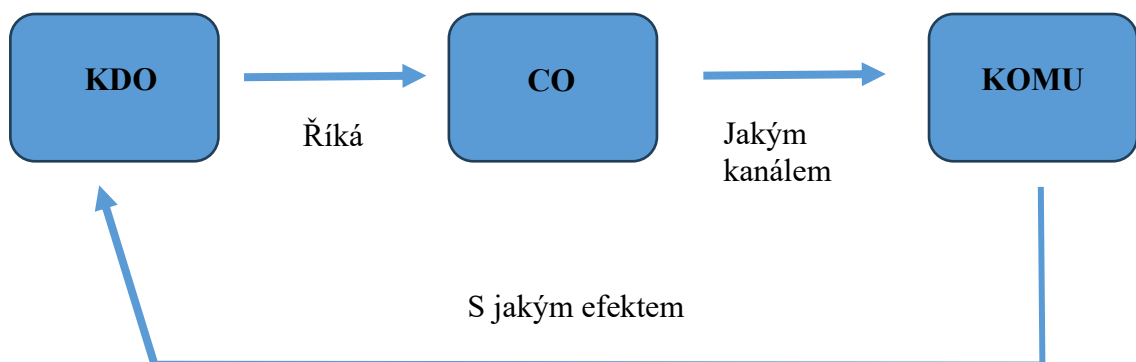 KDO
Říká
CO
Jakým
kanálem
KOMU
S jakým efektem